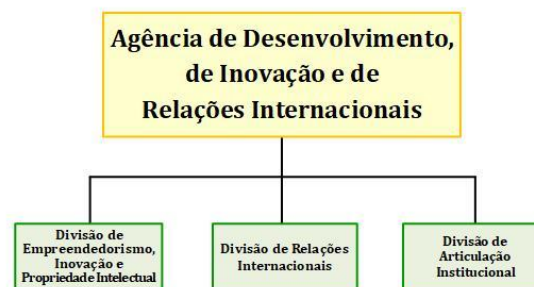 Agência de Desenvolvimento,
de Inovação e de
Relações Internacionais
Divisão de
Empreendedorismo,
Inovação e
Propriedade Intelectual
Divisão de Relações
Internacionais
Divisão de
Articulação
Institucional